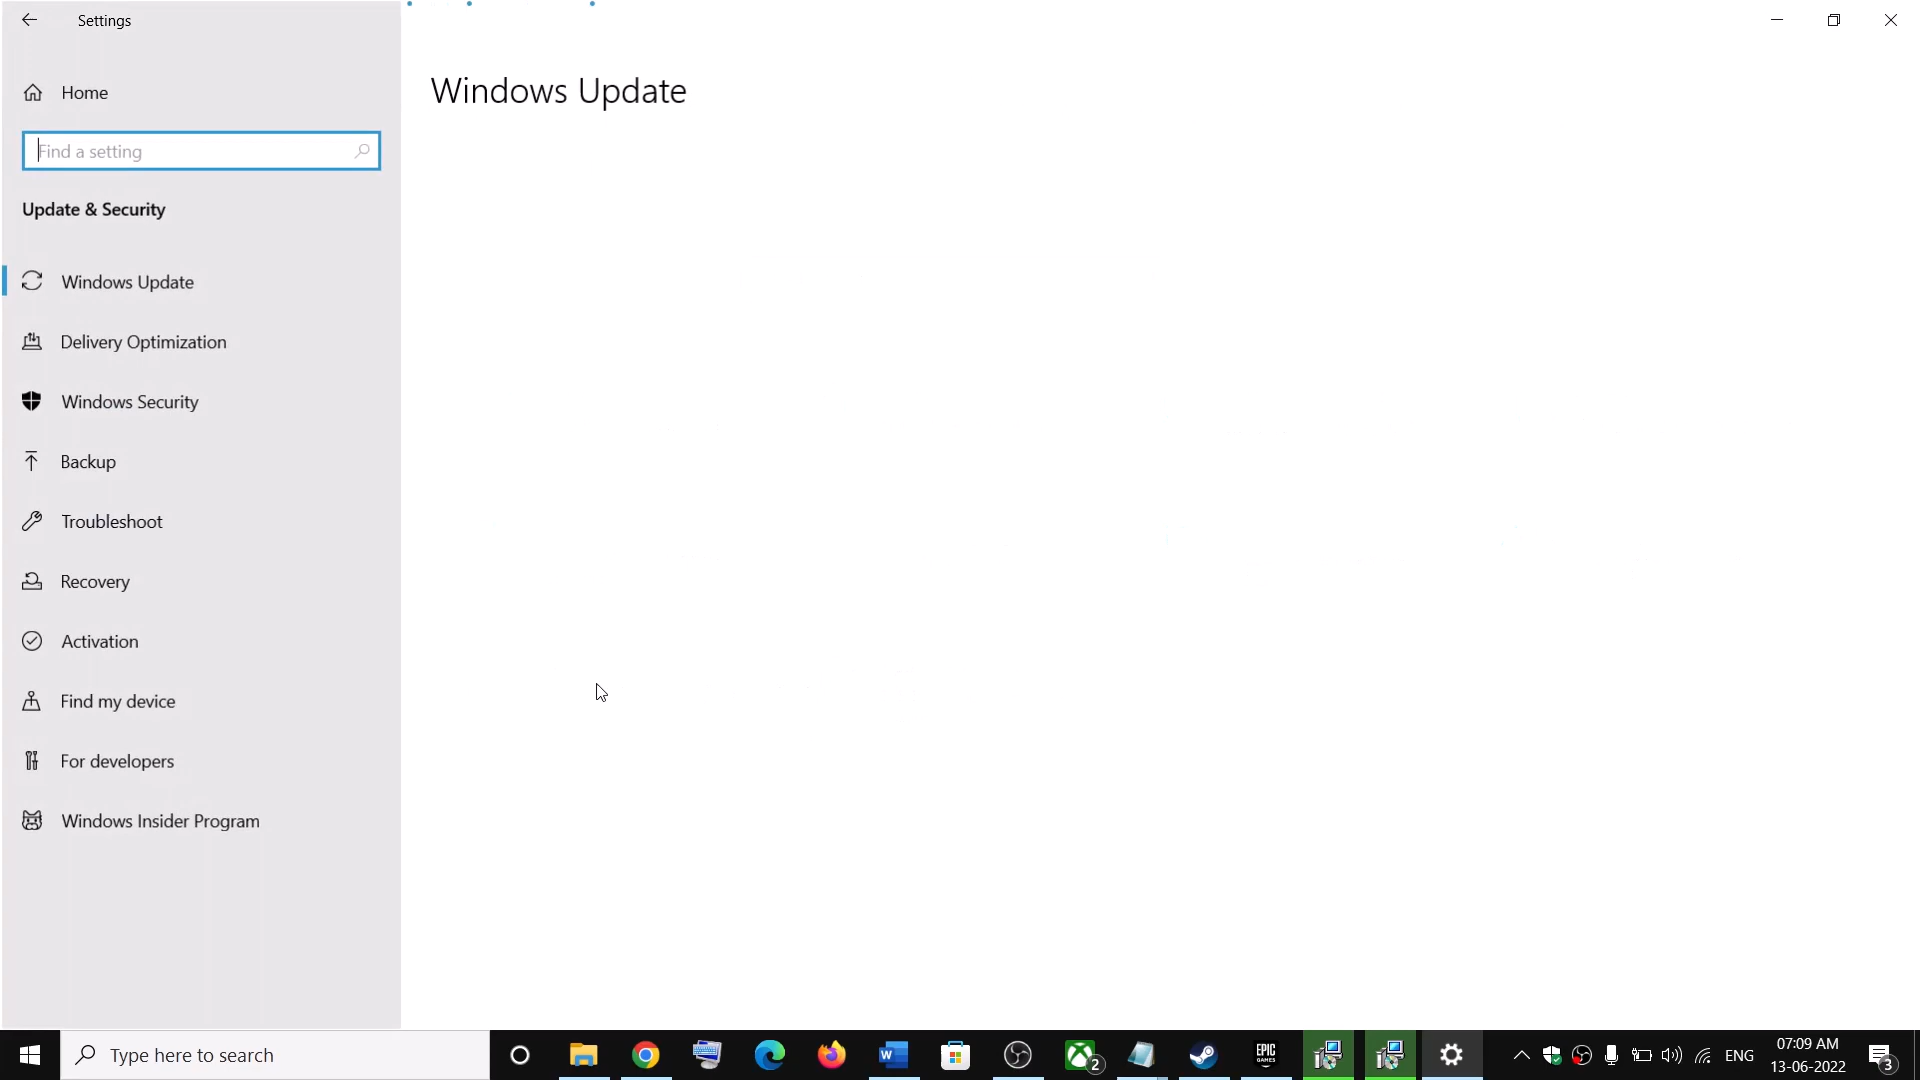 Settings
Home
Find a setting
Update & Security
Windows Update
Delivery Optimization
Windows Security
Backup
Troubleshoot
Recovery
Activation
Find my device
For developers
Windows Insider Program
Windows Update
Type here to search
W
2
EPIC
GAMES
ENG
07:09 AM
13-06-2022
3